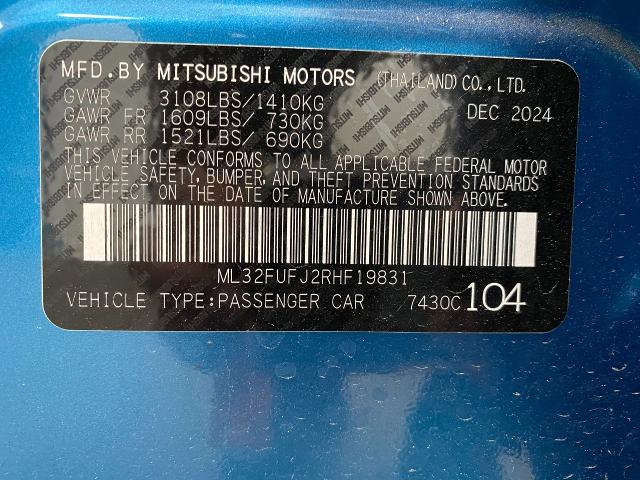 MFD.BY MITSUBISHI MOTORS (THAILAND) CO., LTD.
GVWR 3108LBS/1410KG
GAWR FR 1609LBS/ 730KG DEC 2024
GAWR RR 1521LBS/ 690KG
THIS VEHICLE CONFORMS TO ALL APPLICABLE FEDERAL MOTOR
VEHICLE SAFETY, BUMPER, AND THEFT PREVENTION STANDARDS
IN EFFECT ON THE DATE OF MANUFACTURE SHOWN ABOVE.
ML32FUFJ2RHF19831
VEHICLE TYPE:PASSENGER CAR 7430C 104